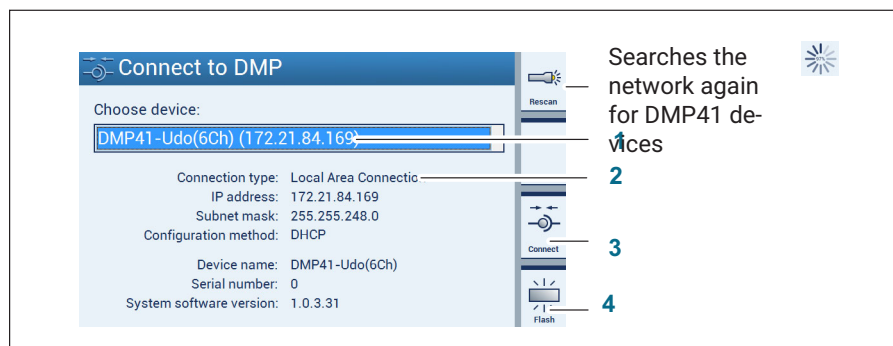 Connect to DMP
Choose device:
DMP41-Udo(6Ch) (172.21.84.169)
Connection type: Local Area Connection
IP address: 172.21.84.169
Subnet mask: 255.255.248.0
Configuration method: DHCP
Device name: DMP41-Udo(6Ch)
Serial number: 0
System software version: 1.0.3.31
Rescan
Connect
Flash
Searches the
network again
for DMP41 de-
vices
1
2
3
4